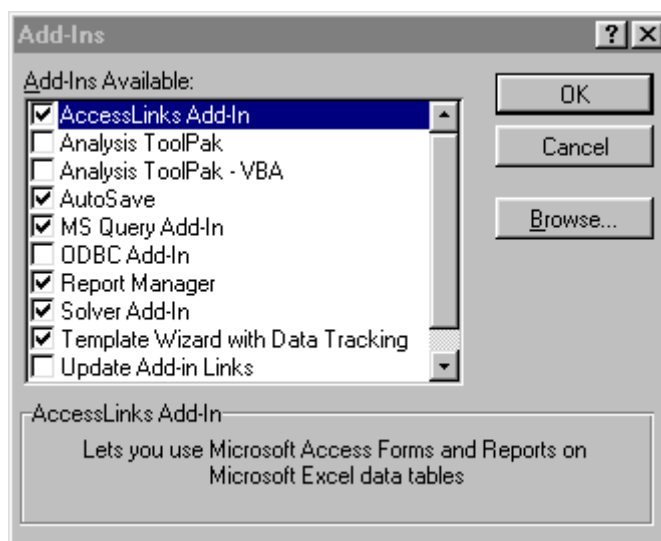 Add-Ins
Add-Ins Available:
AccessLinks Add-In
Analysis ToolPak
Analysis ToolPak - VBA
AutoSave
MS Query Add-In
ODBC Add-In
Report Manager
Solver Add-In
Template Wizard with Data Tracking
Update Add-in Links
OK
Cancel
Browse...
AccessLinks Add-In
Lets you use Microsoft Access Forms and Reports on
Microsoft Excel data tables